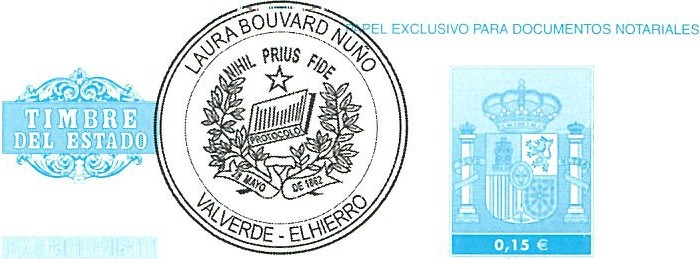 LAURA BOUVARD NUÑO
PAPEL EXCLUSIVO PARA DOCUMENTOS NOTARIALES
NIHIL PRIUS FIDE
TIMBRE
DEL ESTADO
PROTOCOLO
28 MAYO DE 1862
VALVERDE - ELHIERRO
0,15 €